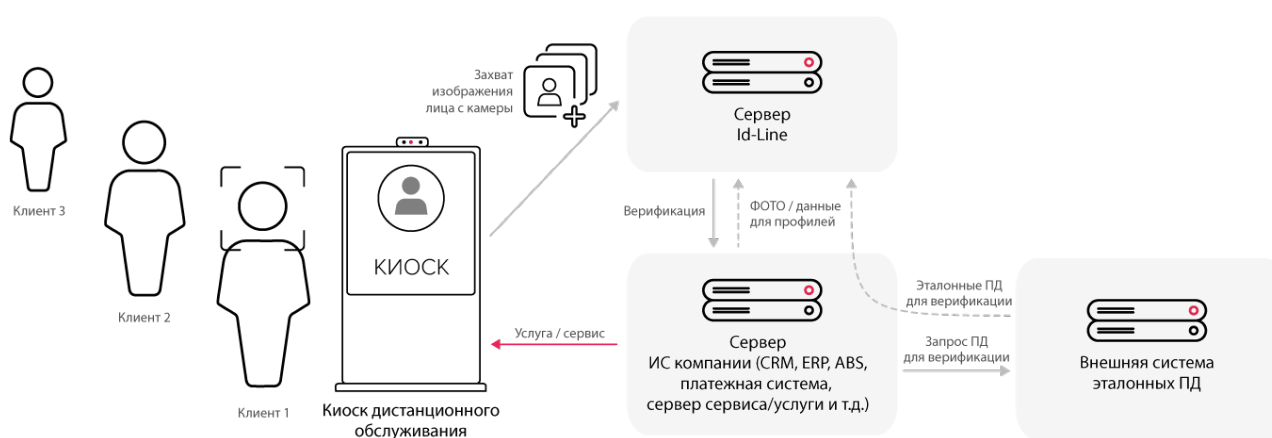 Захват
изображения
лица с камеры
Сервер
Id-Line
Клиент 3
Верификация
ФОТО / данные
для профилей
КИОСК
Клиент 2
Эталонные ПД
для верификации
Услуга / сервис
Сервер
ИС компании (CRM, ERP, ABS,
платежная система,
сервер сервиса/услуги и т.д.)
Запрос ПД
для верификации
Внешняя система
эталонных ПД
Клиент 1
Киоск дистанционного
обслуживания